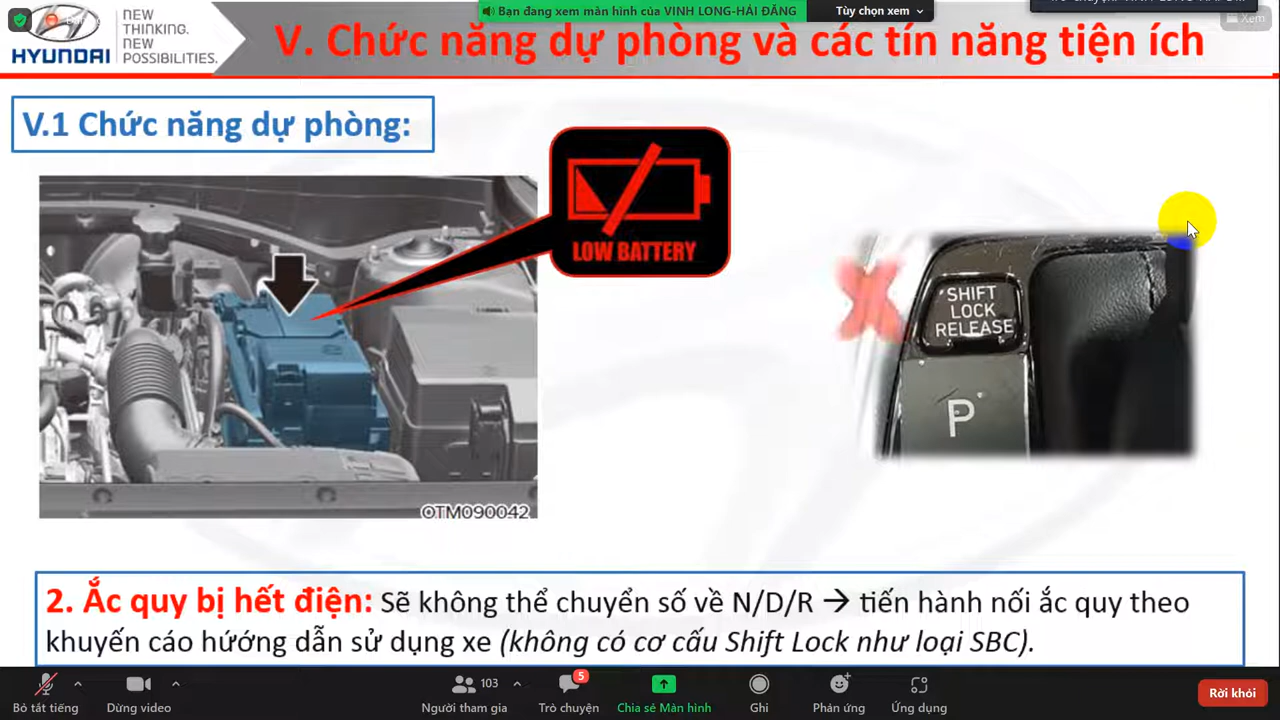 Bạn đang xem màn hình của VINH LONG-HẢI ĐĂNG
Tùy chọn xem
Xem
HYUNDAI
NEW
THINKING.
NEW
POSSIBILITIES.
V. Chức năng dự phòng và các tín năng tiện ích
V.1 Chức năng dự phòng:
LOW BATTERY
SHIFT
LOCK
RELEASE
P
OTM090042
2. Ắc quy bị hết điện: Sẽ không thể chuyển số về N/D/R → tiến hành nối ắc quy theo
khuyến cáo hướng dẫn sử dụng xe (không có cơ cấu Shift Lock như loại SBC).
Bỏ tắt tiếng
Dừng video
103
Người tham gia
5
Trò chuyện
Chia sẻ Màn hình
Ghi
Phản ứng
Ứng dụng
Rời khỏi